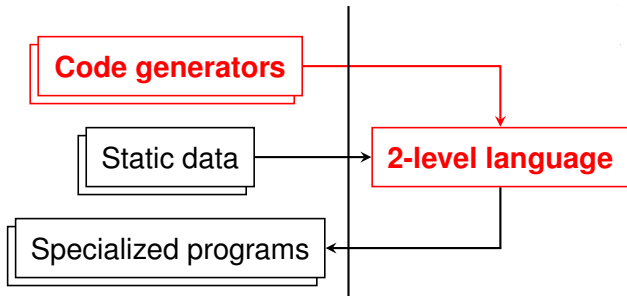 Code generators
Static data
2-level language
Specialized programs